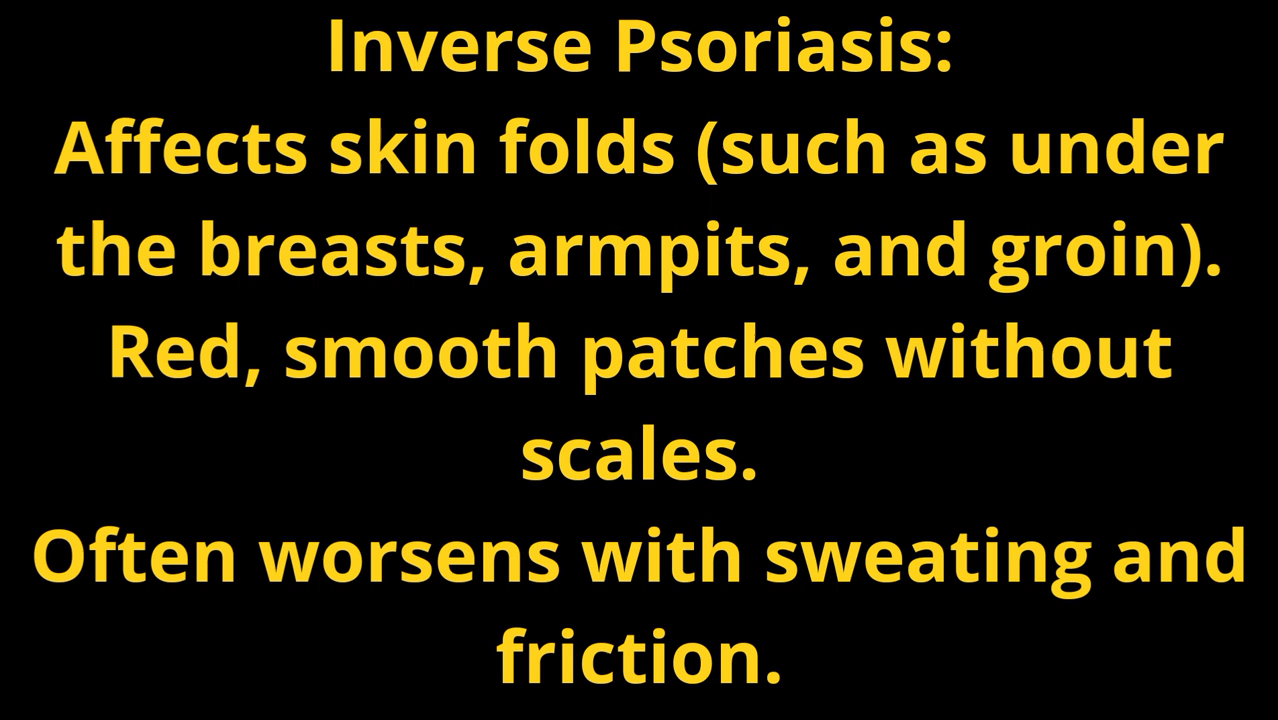 Inverse Psoriasis:
Affects skin folds (such as under
the breasts, armpits, and groin).
Red, smooth patches without
scales.
Often worsens with sweating and
friction.